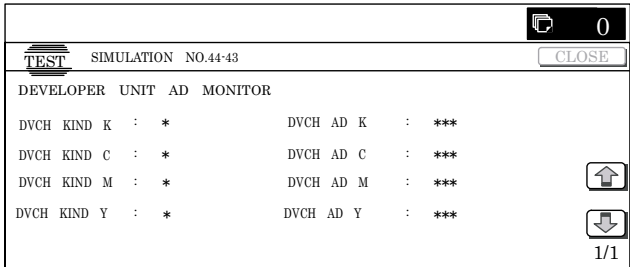 0
TEST SIMULATION NO.44-43 CLOSE
DEVELOPER UNIT AD MONITOR
DVCH KIND K : * DVCH AD K : ***
DVCH KIND C : * DVCH AD C : ***
DVCH KIND M : * DVCH AD M : ***
DVCH KIND Y : * DVCH AD Y : ***
1/1